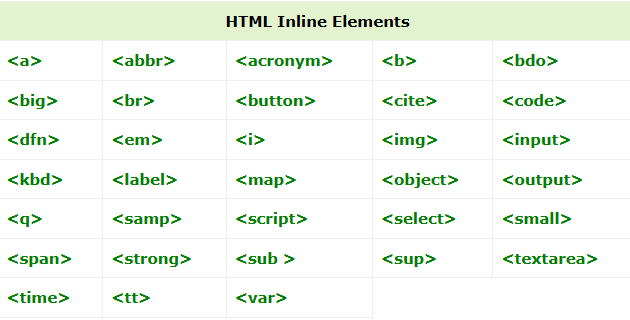 HTML Inline Elements
<a> <abbr> <acronym> <b> <bdo>
<big> <br> <button> <cite> <code>
<dfn> <em> <i> <img> <input>
<kbd> <label> <map> <object> <output>
<q> <samp> <script> <select> <small>
<span> <strong> <sub > <sup> <textarea>
<time> <tt> <var>